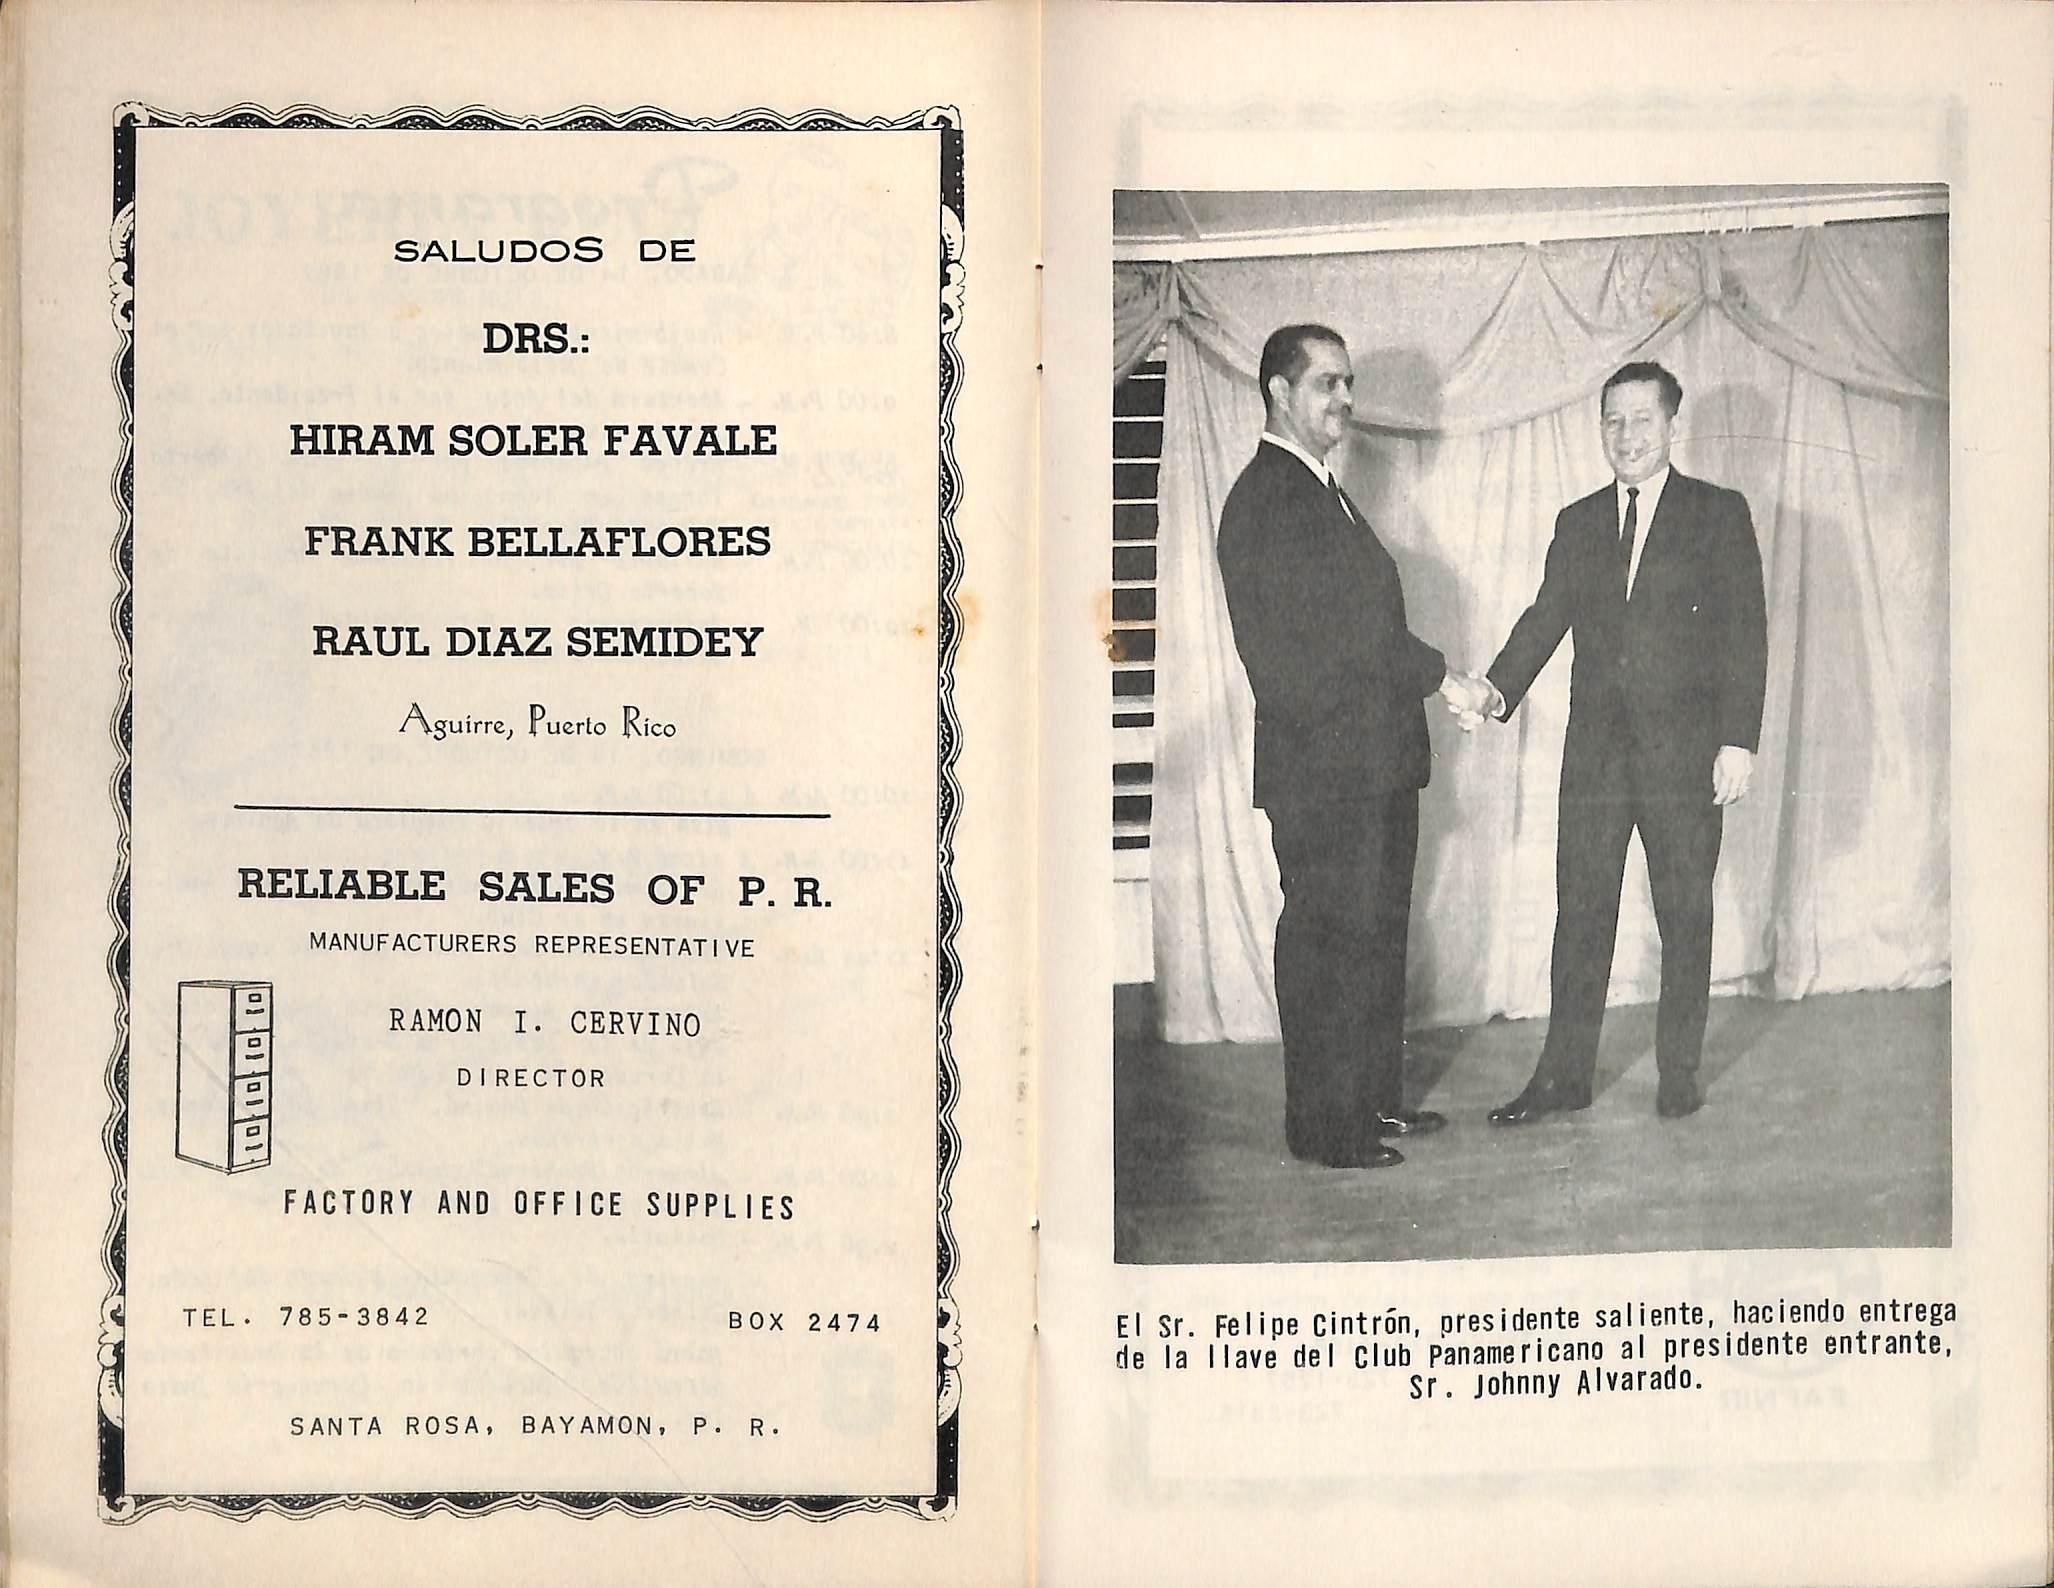 SALUDOS DE
DRS.:
HIRAM SOLER FAVALE
FRANK BELLAFLORES
RAUL DIAZ SEMIDEY
Aguirre, Puerto Rico
RELIABLE SALES OF P. R.
MANUFACTURERS REPRESENTATIVE
RAMON I. CERVINO
DIRECTOR
FACTORY AND OFFICE SUPPLIES
TEL. 785-3842 BOX 2474
SANTA ROSA, BAYAMON, P. R.
El Sr. Felipe Cintrón, presidente saliente, haciendo entrega
de la llave del Club Panamericano al presidente entrante,
Sr. Johnny Alvarado.